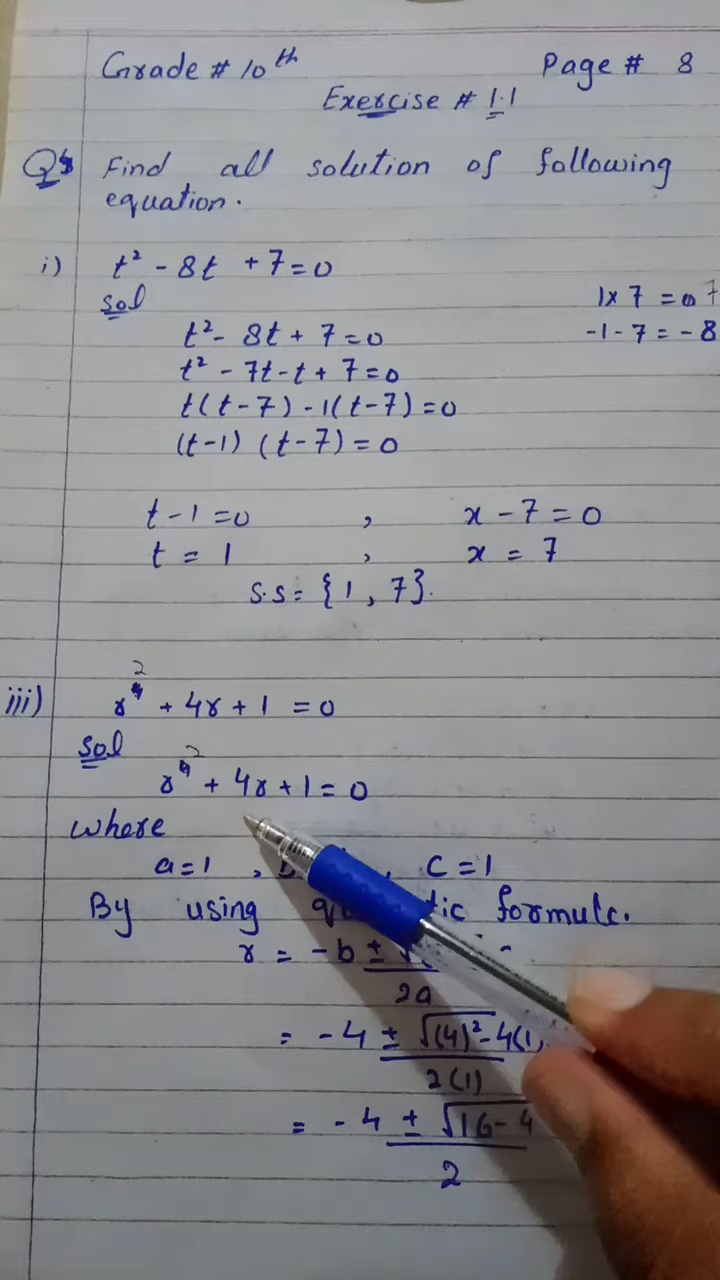 Grade # 10th Page # 8
Exercise # 1.1
Q5 Find all solution of following
equation.
i) t² - 8t + 7 = 0
Sol
1x 7 = 7
t² - 8t + 7 = 0
-1 - 7 = - 8
t² - 7t - t + 7 = 0
t(t-7) - 1(t-7) = 0
(t-1) (t-7) = 0
t - 1 = 0 , x - 7 = 0
t = 1 , x = 7
S.S = {1, 7}.
iii) r² + 4r + 1 = 0
Sol
r² + 4r + 1 = 0
where
a = 1 , , c = 1
By using formula.
r = -b ± √
2a
= - 4 ± √(4)² - 4(1)
2(1)
= - 4 ± √16 - 4
2